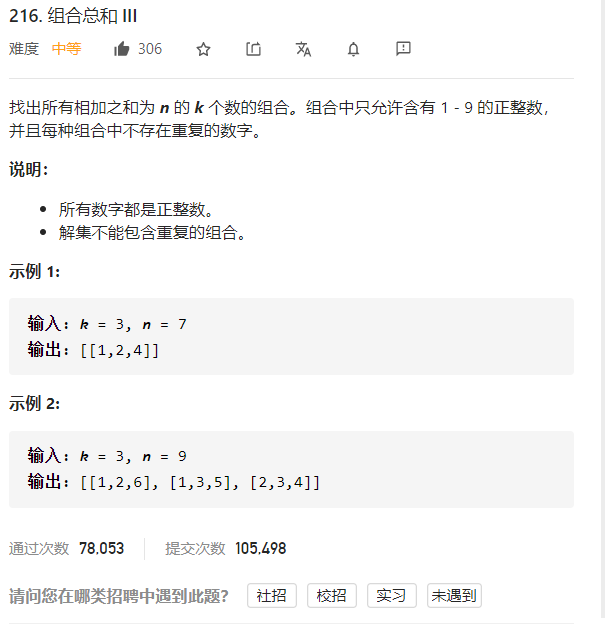 216. 组合总和 III
难度 中等 306
找出所有相加之和为 n 的 k 个数的组合。组合中只允许含有 1 - 9 的正整数，
并且每种组合中不存在重复的数字。
说明：
所有数字都是正整数。
解集不能包含重复的组合。
示例 1:
输入: k = 3, n = 7
输出: [[1,2,4]]
示例 2:
输入: k = 3, n = 9
输出: [[1,2,6], [1,3,5], [2,3,4]]
通过次数 78,053 提交次数 105,498
请问您在哪类招聘中遇到此题？ 社招 校招 实习 未遇到